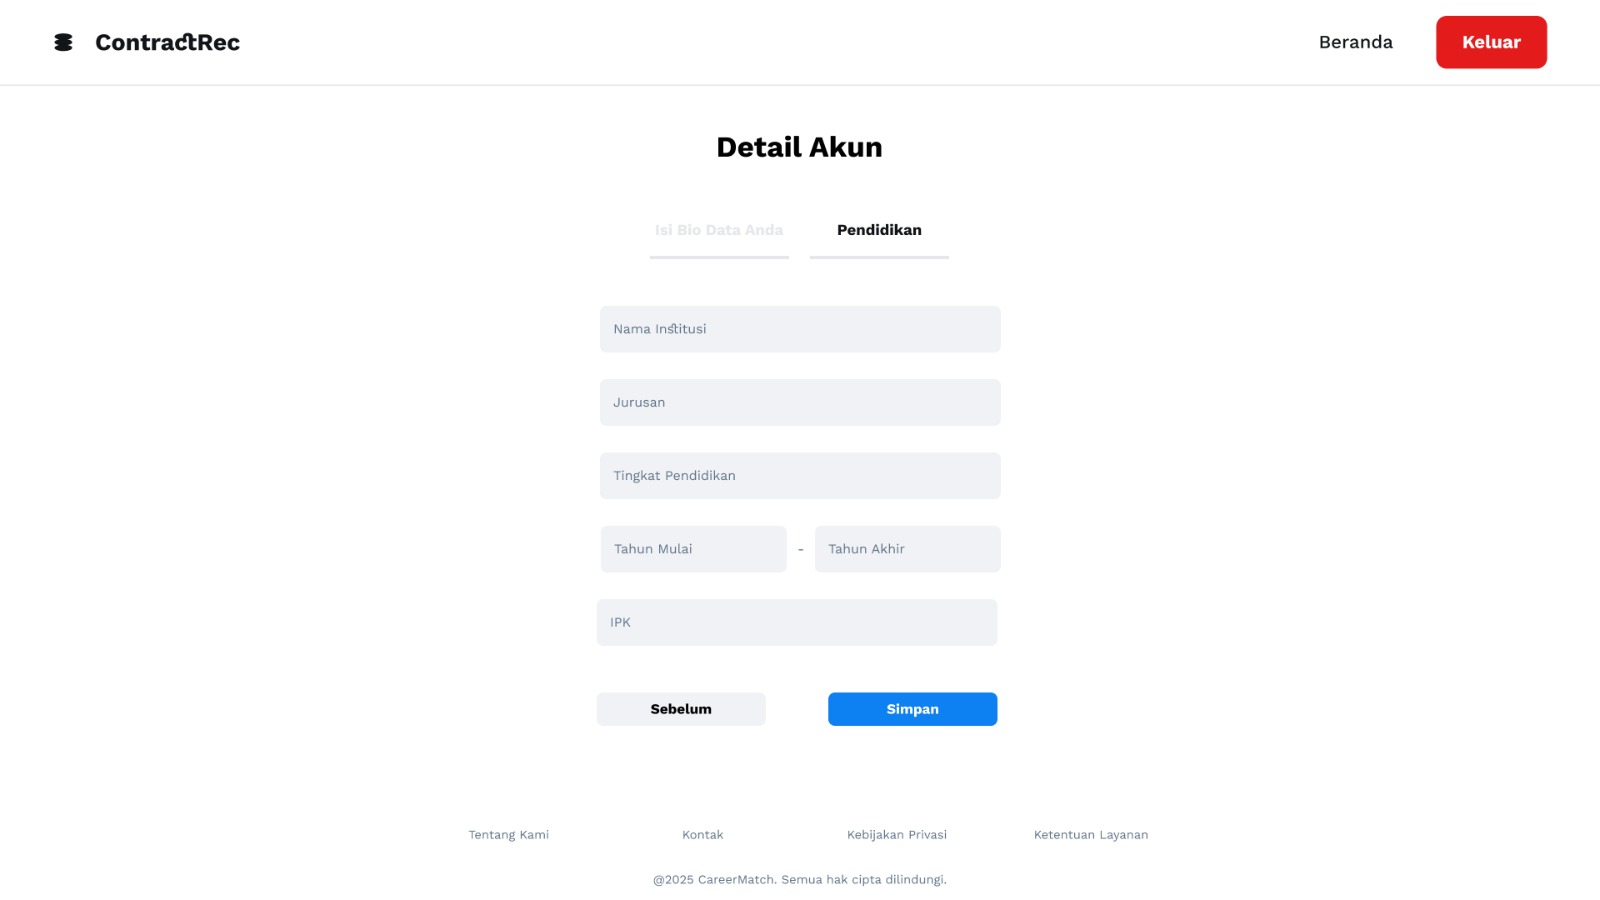 ContractRec
Beranda
Keluar
Detail Akun
Isi Bio Data Anda
Pendidikan
Nama Institusi
Jurusan
Tingkat Pendidikan
Tahun Mulai - Tahun Akhir
IPK
Sebelum
Simpan
Tentang Kami
Kontak
Kebijakan Privasi
Ketentuan Layanan
@2025 CareerMatch. Semua hak cipta dilindungi.